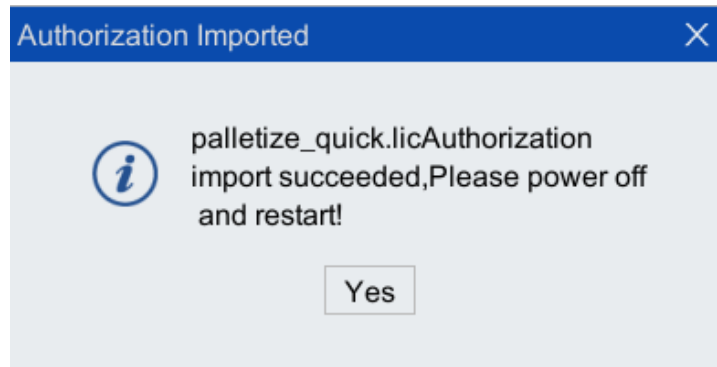 Authorization Imported
palletize_quick.licAuthorization
import succeeded,Please power off
and restart!
Yes